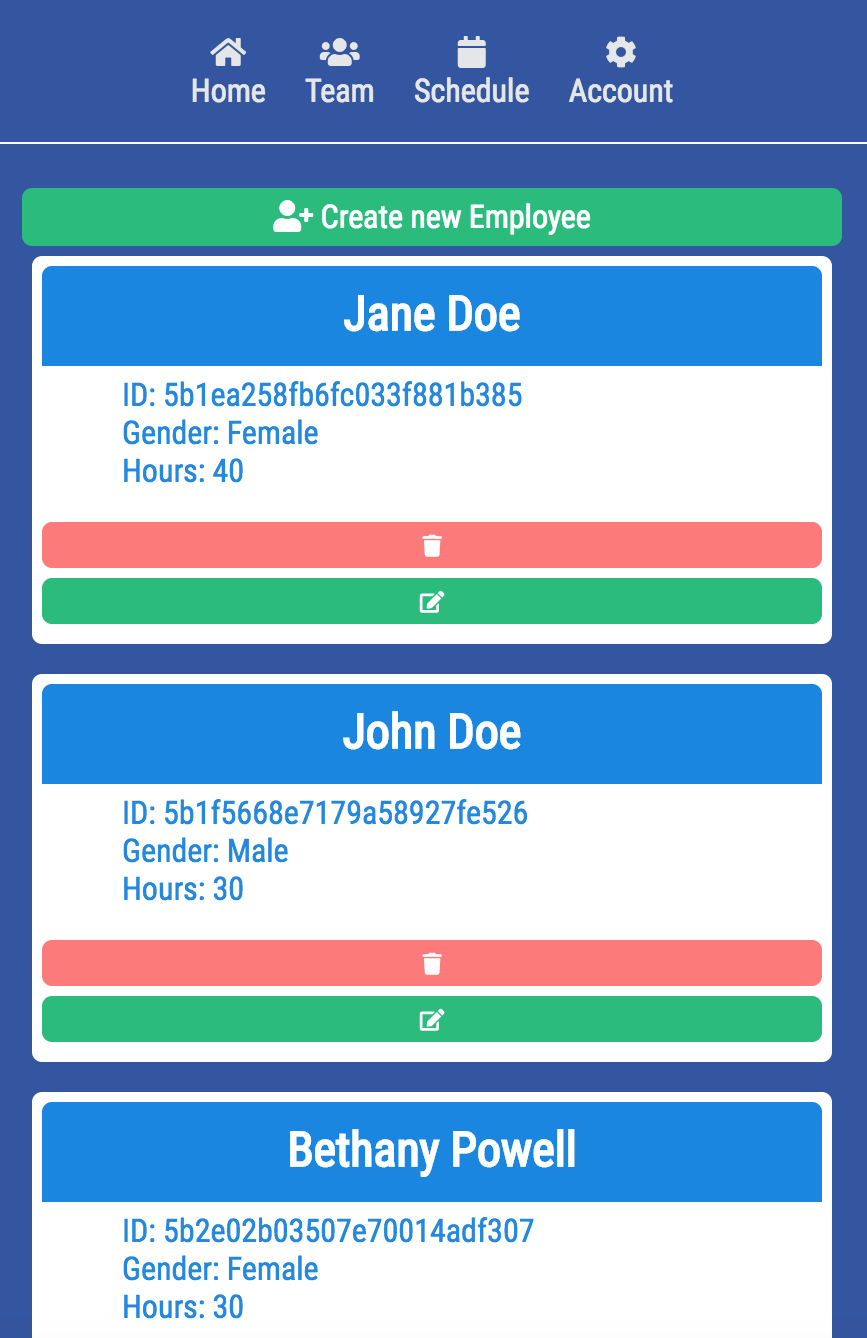 Home Team Schedule Account
Create new Employee
Jane Doe
ID: 5b1ea258fb6fc033f881b385
Gender: Female
Hours: 40
John Doe
ID: 5b1f5668e7179a58927fe526
Gender: Male
Hours: 30
Bethany Powell
ID: 5b2e02b03507e70014adf307
Gender: Female
Hours: 30